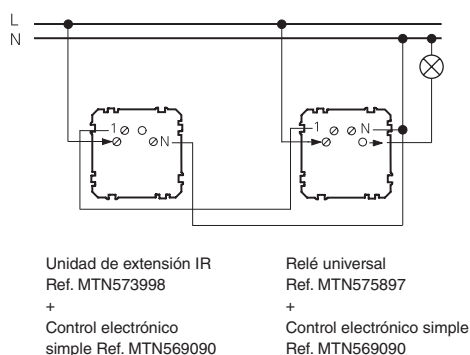 L
N
1
N
1
N
Unidad de extensión IR
Ref. MTN573998
+
Control electrónico
simple Ref. MTN569090
Relé universal
Ref. MTN575897
+
Control electrónico simple
Ref. MTN569090